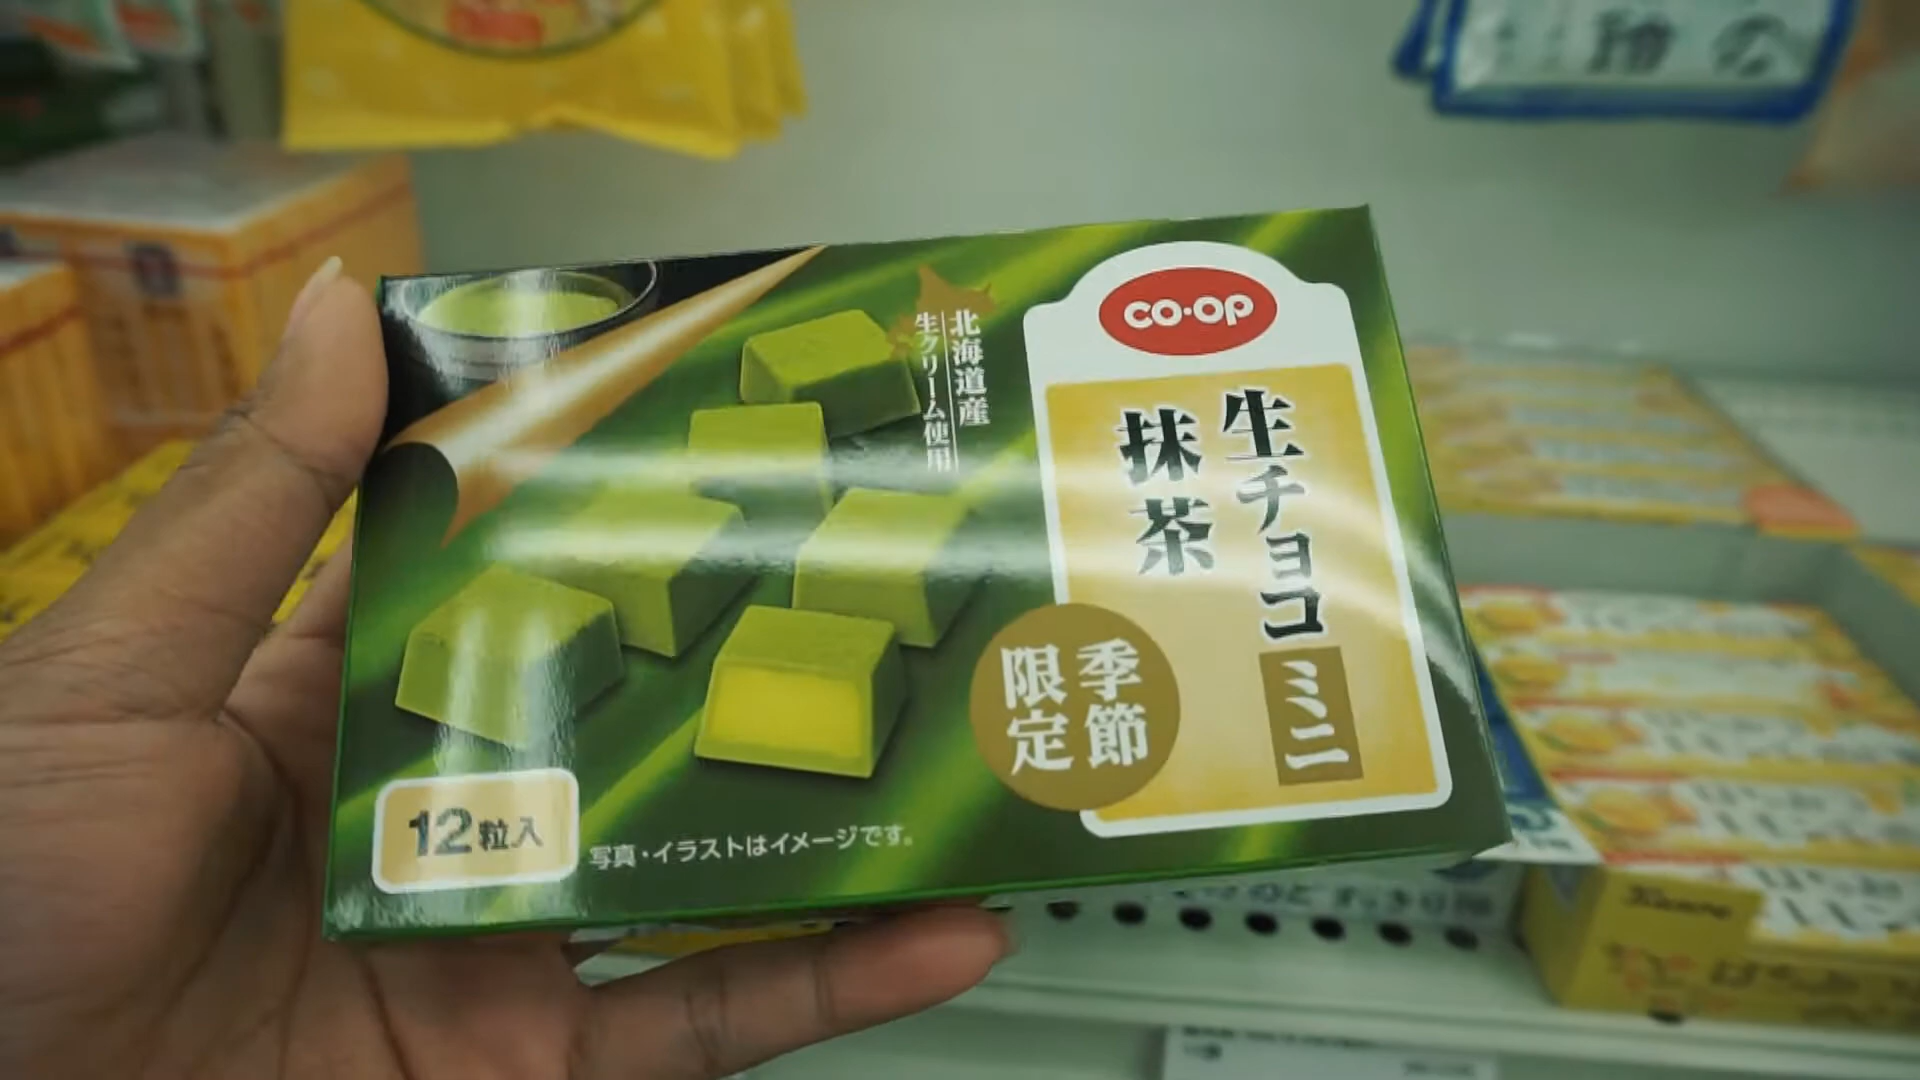 CO·OP
生チョコ
ミニ
抹茶
季節
限定
北海道産
生クリーム使用
12粒入
写真・イラストはイメージです。